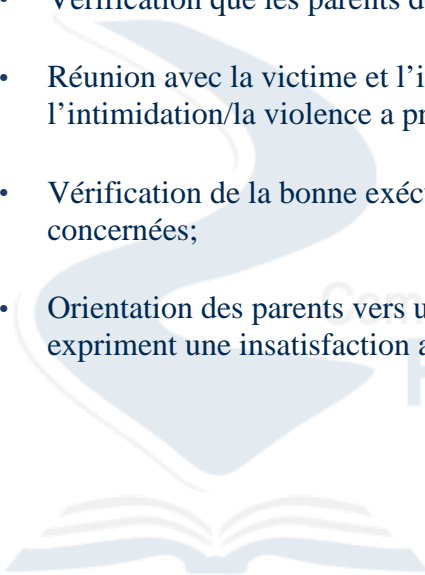 • Vérification que les parents d
• Réunion avec la victime et l’i
l’intimidation/la violence a pr
• Vérification de la bonne exéc
concernées;
• Orientation des parents vers u
expriment une insatisfaction a
Com